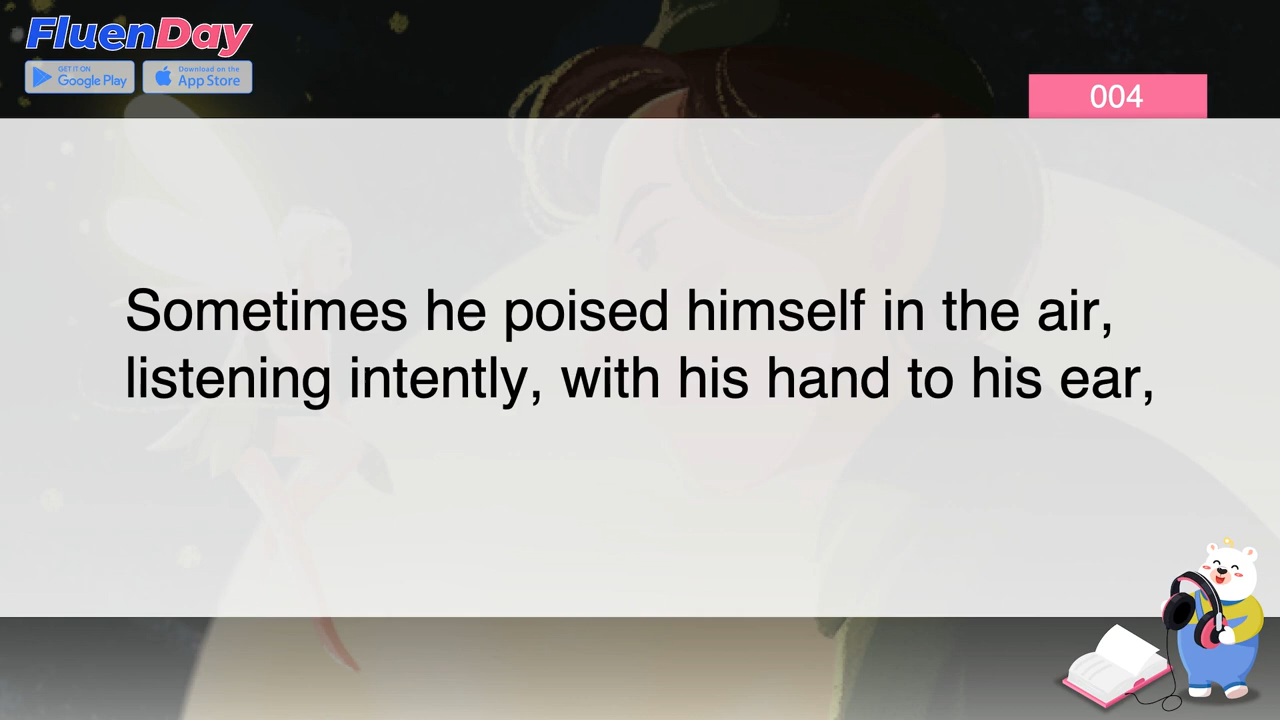 FluenDay
GET IT ON
Google Play
Download on the
App Store
004
Sometimes he poised himself in the air,
listening intently, with his hand to his ear,